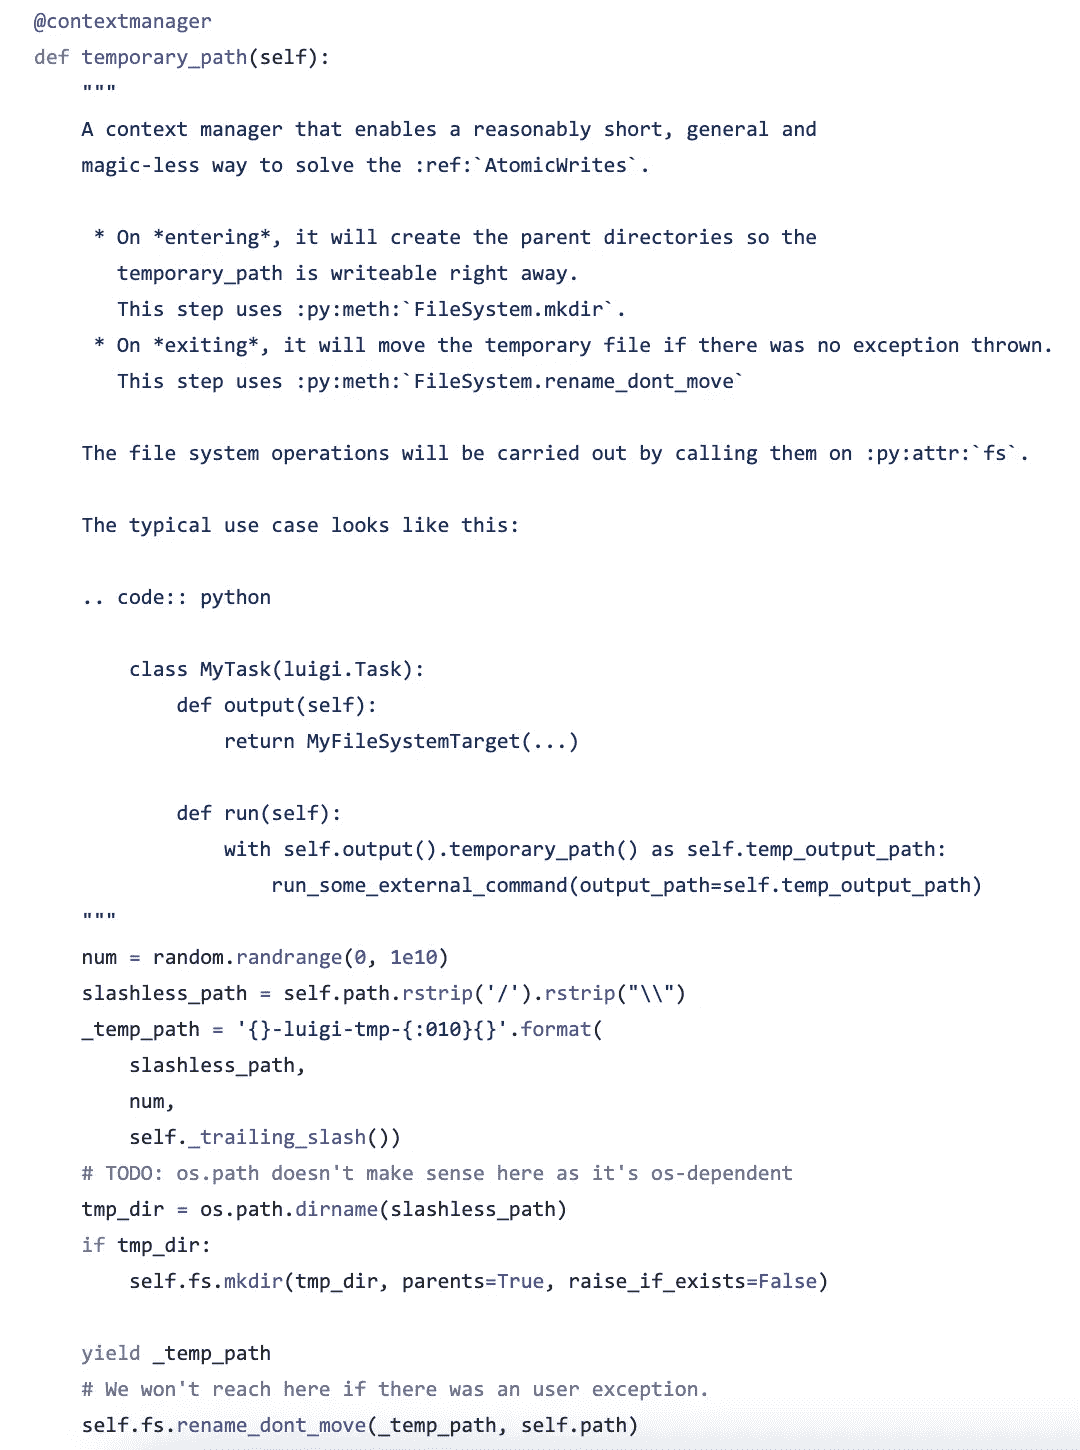 @contextmanager
def temporary_path(self):
    """
    A context manager that enables a reasonably short, general and
    magic-less way to solve the :ref:`AtomicWrites`.

     * On *entering*, it will create the parent directories so the
       temporary_path is writeable right away.
       This step uses :py:meth:`FileSystem.mkdir`.
     * On *exiting*, it will move the temporary file if there was no exception thrown.
       This step uses :py:meth:`FileSystem.rename_dont_move`

    The file system operations will be carried out by calling them on :py:attr:`fs`.

    The typical use case looks like this:

    .. code:: python

        class MyTask(luigi.Task):
            def output(self):
                return MyFileSystemTarget(...)

            def run(self):
                with self.output().temporary_path() as self.temp_output_path:
                    run_some_external_command(output_path=self.temp_output_path)
    """
    num = random.randrange(0, 1e10)
    slashless_path = self.path.rstrip('/').rstrip("\\")
    _temp_path = '{}-luigi-tmp-{:010}{}'.format(
        slashless_path,
        num,
        self._trailing_slash())
    # TODO: os.path doesn't make sense here as it's os-dependent
    tmp_dir = os.path.dirname(slashless_path)
    if tmp_dir:
        self.fs.mkdir(tmp_dir, parents=True, raise_if_exists=False)

    yield _temp_path
    # We won't reach here if there was an user exception.
    self.fs.rename_dont_move(_temp_path, self.path)